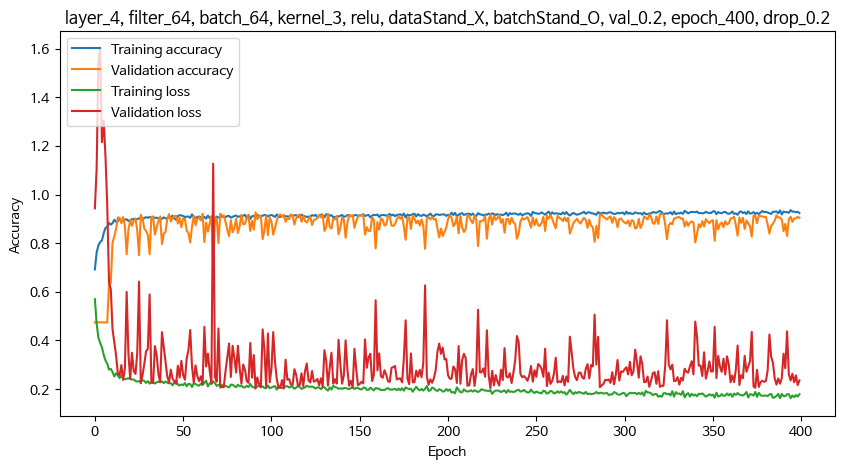 layer_4, filter_64, batch_64, kernel_3, relu, dataStand_X, batchStand_O, val_0.2, epoch_400, drop_0.2
Training accuracy
Validation accuracy
Training loss
Validation loss
Accuracy
1.6
1.4
1.2
1.0
0.8
0.6
0.4
0.2
0
50
100
150
200
250
300
350
400
Epoch